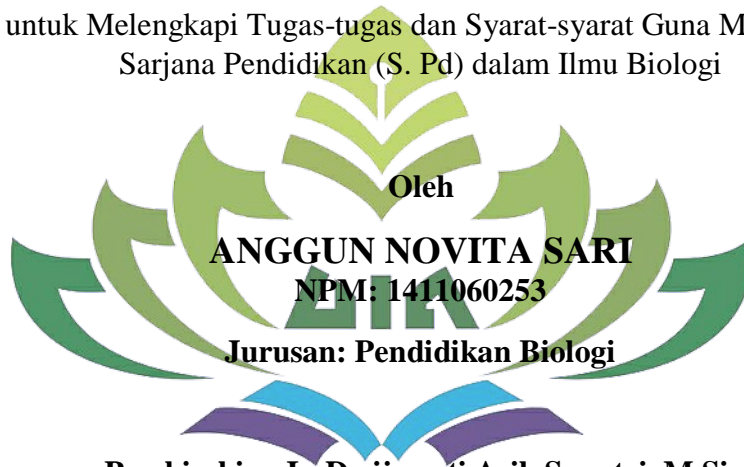 untuk Melengkapi Tugas-tugas dan Syarat-syarat Guna M
Sarjana Pendidikan (S. Pd) dalam Ilmu Biologi
Oleh
ANGGUN NOVITA SARI
NPM: 1411060253
Jurusan: Pendidikan Biologi